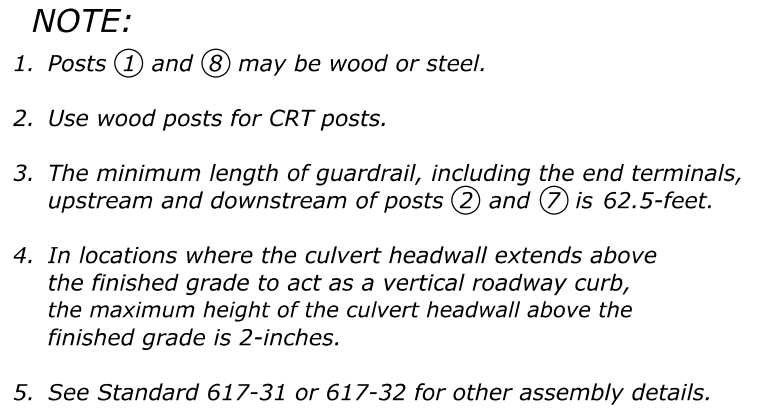 NOTE:
1. Posts ① and ⑧ may be wood or steel.
2. Use wood posts for CRT posts.
3. The minimum length of guardrail, including the end terminals,
upstream and downstream of posts ② and ⑦ is 62.5-feet.
4. In locations where the culvert headwall extends above
the finished grade to act as a vertical roadway curb,
the maximum height of the culvert headwall above the
finished grade is 2-inches.
5. See Standard 617-31 or 617-32 for other assembly details.